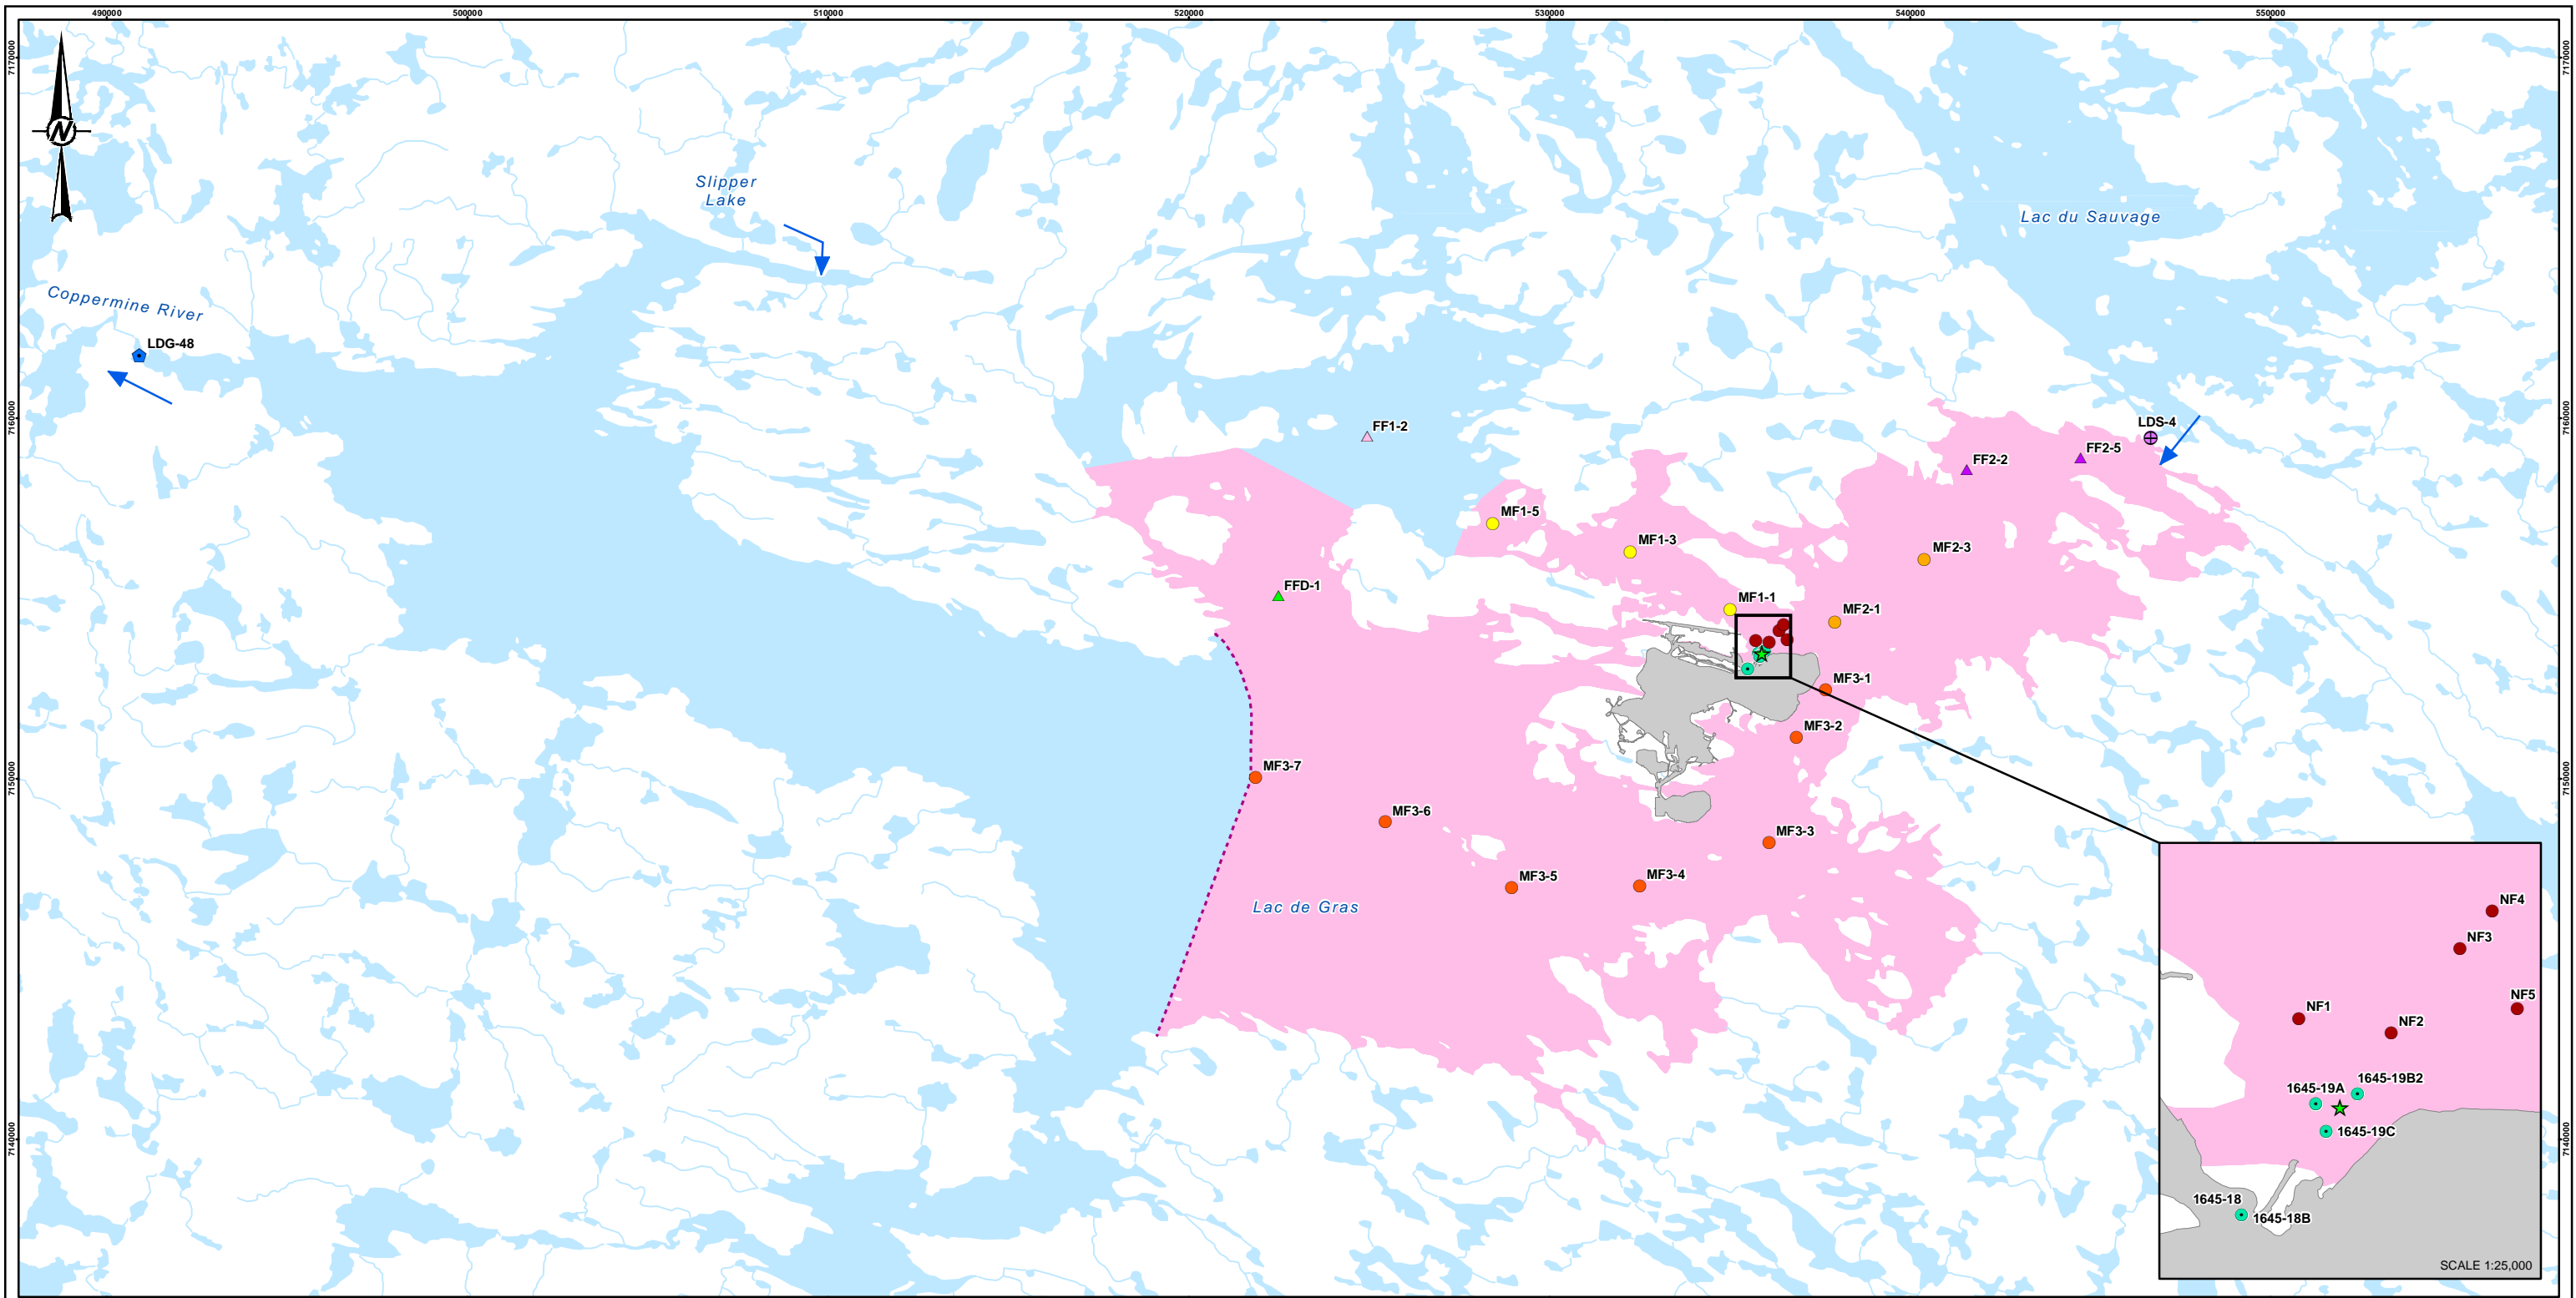 490000
500000
510000
520000
530000
540000
550000
7170000
7170000
N
Slipper
Lake
Lac du Sauvage
Coppermine River
LDG-48
7160000
7160000
FF1-2
LDS-4
FF2-5
FF2-2
MF1-5
MF1-3
MF2-3
FFD-1
MF1-1
MF2-1
MF3-1
MF3-2
7150000
7150000
MF3-7
MF3-6
MF3-3
MF3-5
MF3-4
Lac de Gras
NF4
NF3
NF5
NF1
NF2
1645-19B2
1645-19A
1645-19C
7140000
7140000
1645-18
1645-18B
SCALE 1:25,000